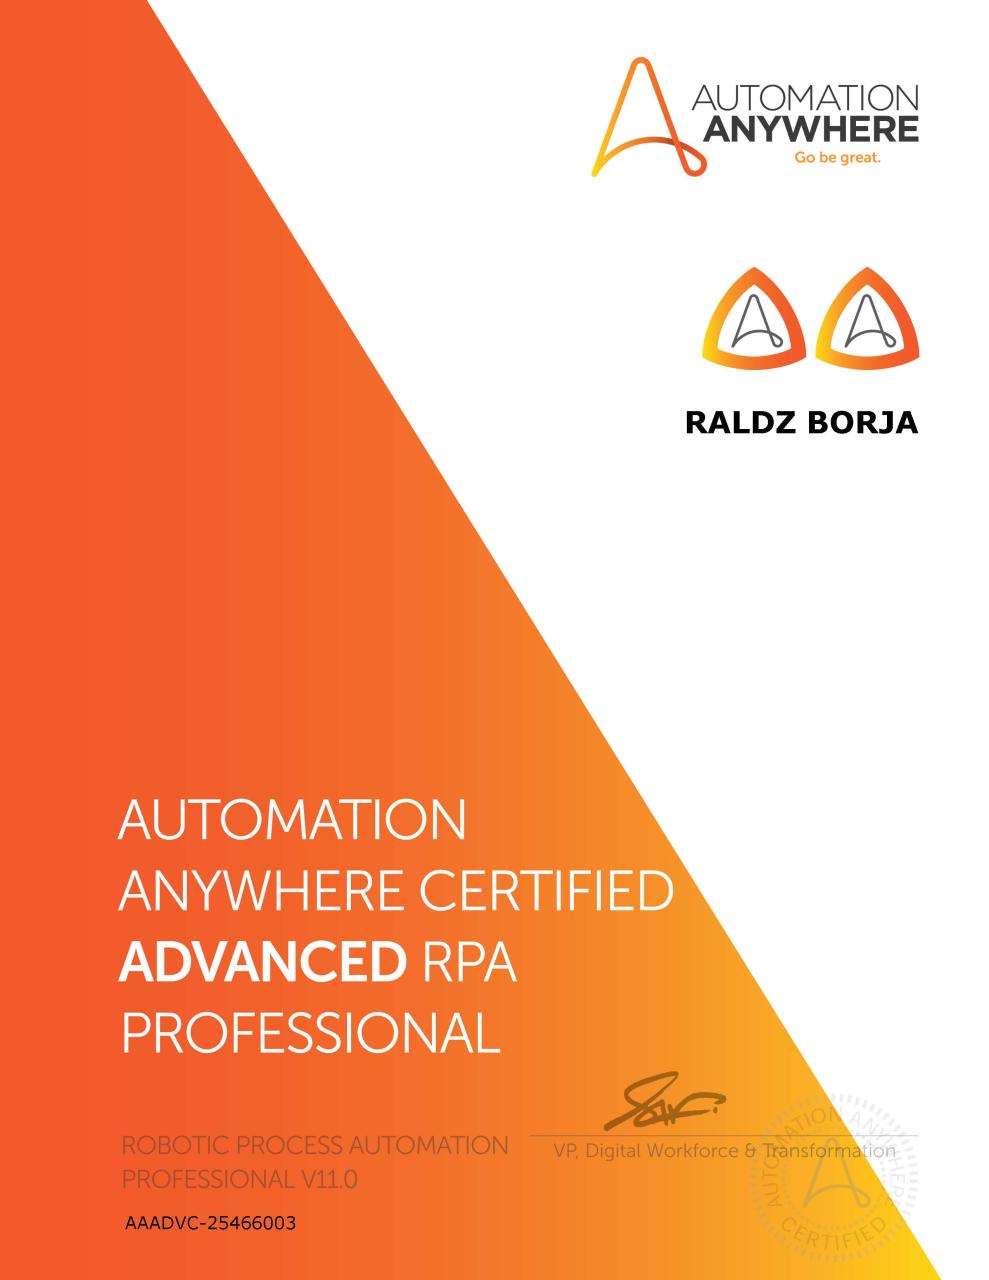 AUTOMATION
ANYWHERE
Go be great.
RALDZ BORJA
AUTOMATION
ANYWHERE CERTIFIED
ADVANCED RPA
PROFESSIONAL
ROBOTIC PROCESS AUTOMATION
PROFESSIONAL V11.0
AAADVC-25466003
VP, Digital Workforce & Transformation
AUTOMATION ANYWHERE
CERTIFIED